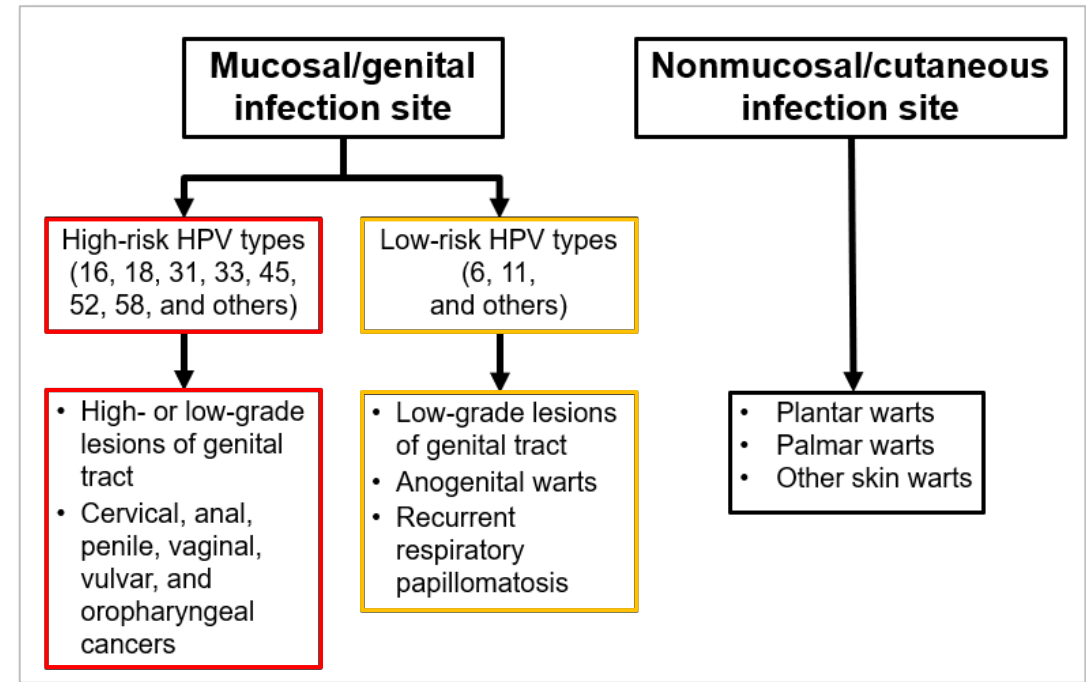 Mucosal/genital
infection site
Nonmucosal/cutaneous
infection site
High-risk HPV types
(16, 18, 31, 33, 45,
52, 58, and others)
Low-risk HPV types
(6, 11,
and others)
• High- or low-grade
lesions of genital
tract
• Cervical, anal,
penile, vaginal,
vulvar, and
oropharyngeal
cancers
• Low-grade lesions
of genital tract
• Anogenital warts
• Recurrent
respiratory
papillomatosis
• Plantar warts
• Palmar warts
• Other skin warts